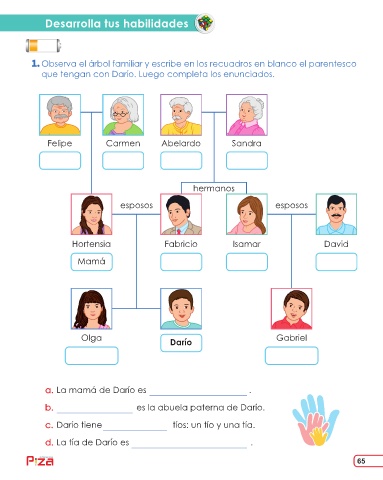 Desarrolla tus habilidades
1. Observa el árbol familiar y escribe en los recuadros en blanco el parentesco
que tengan con Darío. Luego completa los enunciados.
Felipe Carmen Abelardo Sandra
hermanos
esposos esposos
Hortensia Fabricio Isamar David
Mamá
Olga Darío Gabriel
a. La mamá de Darío es ____________________ .
b. ________________ es la abuela paterna de Darío.
c. Darío tiene ______________ tíos: un tío y una tía.
d. La tía de Darío es ________________________ .
Piza 65